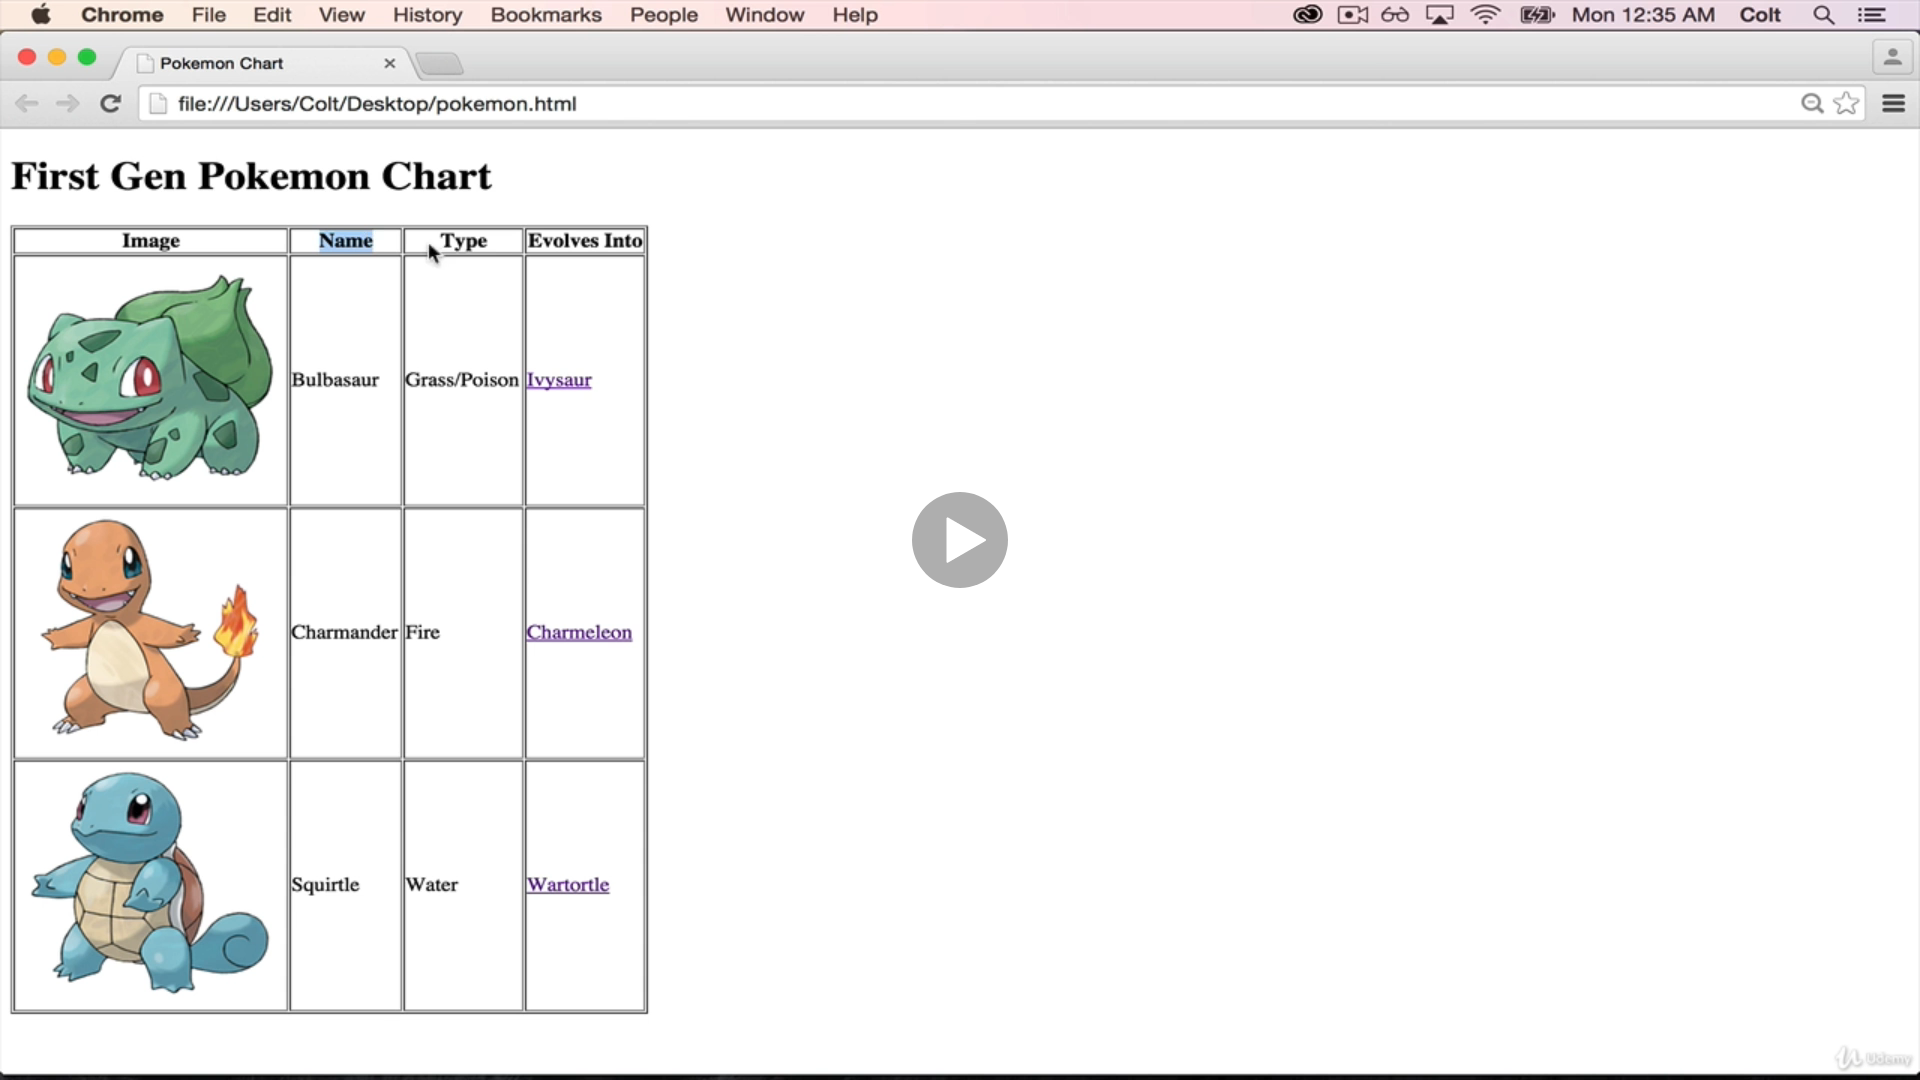 Chrome File Edit View History Bookmarks People Window Help Mon 12:35 AM Colt
Pokemon Chart
file:///Users/Colt/Desktop/pokemon.html
First Gen Pokemon Chart
Image Name Type Evolves Into
Bulbasaur Grass/Poison Ivysaur
Charmander Fire Charmeleon
Squirtle Water Wartortle
Udemy